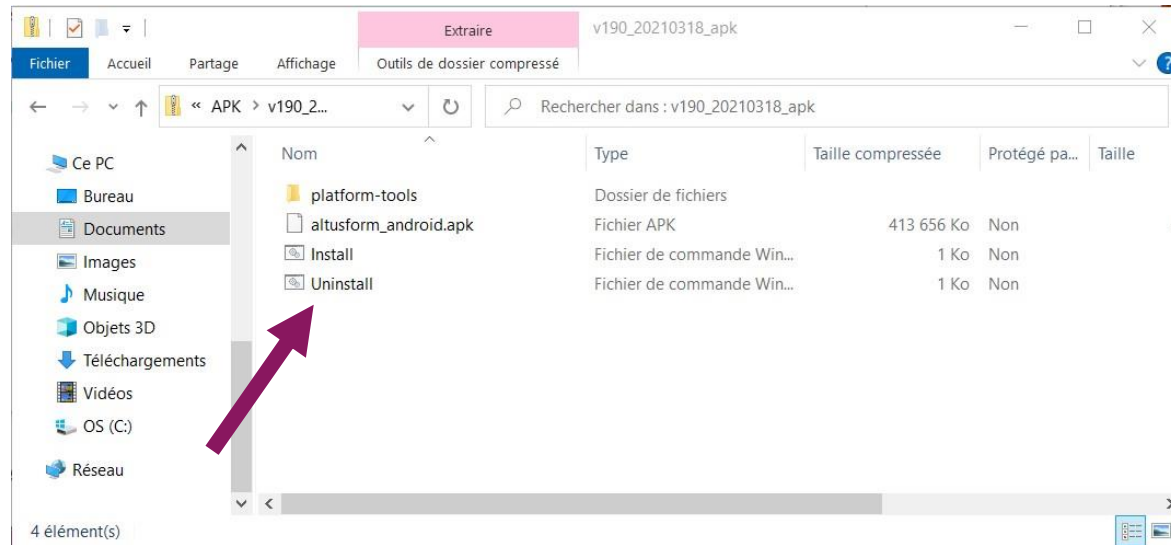 Extraire
v190_20210318_apk
Fichier Accueil Partage Affichage Outils de dossier compressé
« APK > v190_2... Rechercher dans : v190_20210318_apk
Nom Type Taille compressée Protégé pa... Taille
Ce PC
Bureau
Documents
Images
Musique
Objets 3D
Téléchargements
Vidéos
OS (C:)
Réseau
platform-tools Dossier de fichiers
altusform_android.apk Fichier APK 413 656 Ko Non
Install Fichier de commande Win... 1 Ko Non
Uninstall Fichier de commande Win... 1 Ko Non
4 élément(s)